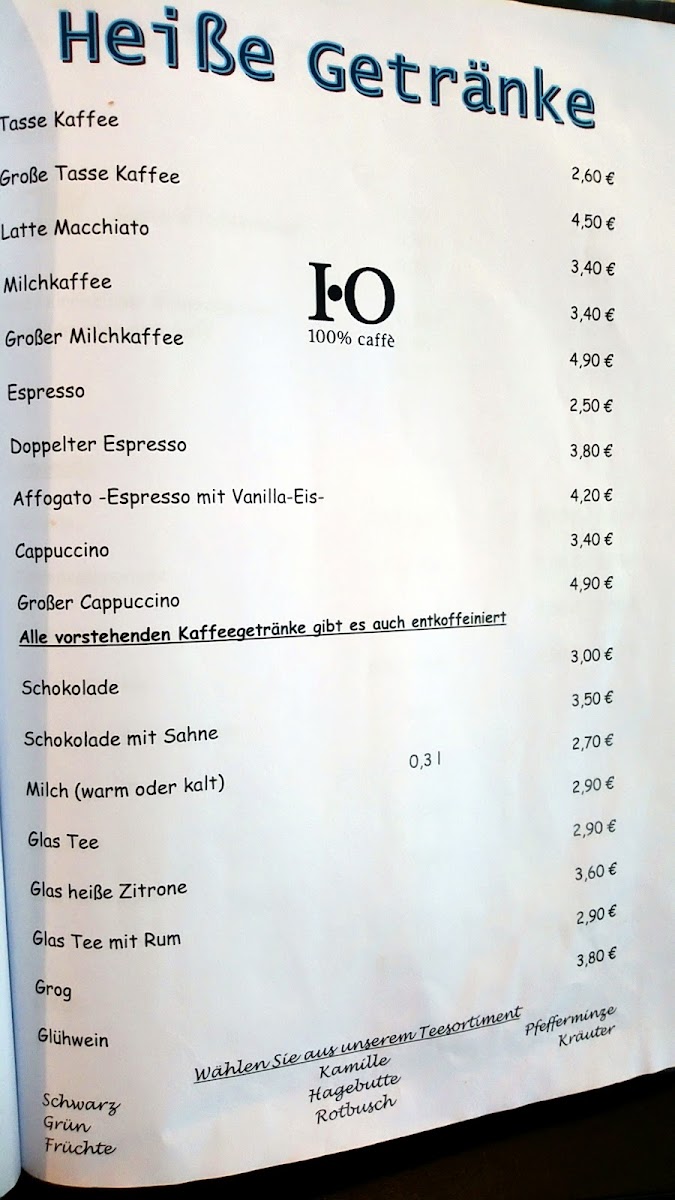 Heiße Getränke
Tasse Kaffee 2,60 €
Große Tasse Kaffee 4,50 €
Latte Macchiato 3,40 €
Milchkaffee 3,40 €
I•O
100% caffè
Großer Milchkaffee 4,90 €
Espresso 2,50 €
Doppelter Espresso 3,80 €
Affogato -Espresso mit Vanilla-Eis- 4,20 €
Cappuccino 3,40 €
Großer Cappuccino 4,90 €
Alle vorstehenden Kaffeegetränke gibt es auch entkoffeiniert
Schokolade 3,00 €
Schokolade mit Sahne 3,50 €
Milch (warm oder kalt) 0,3 l 2,70 €
Glas Tee 2,90 €
Glas heiße Zitrone 2,90 €
Glas Tee mit Rum 3,60 €
Grog 2,90 €
Glühwein 3,80 €
Wählen Sie aus unserem Teesortiment
Schwarz Kamille Pfefferminze
Grün Hagebutte Kräuter
Früchte Rotbusch